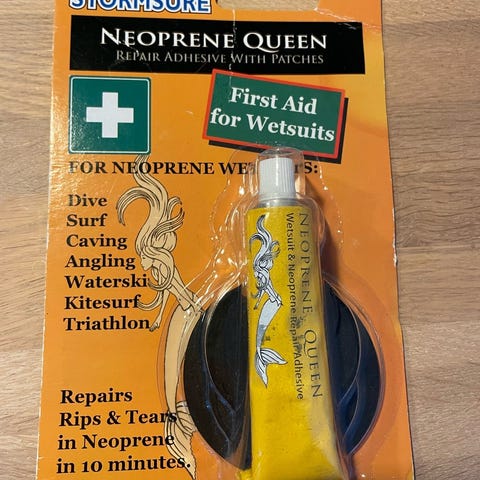 STORMSURE
NEOPRENE QUEEN
REPAIR ADHESIVE WITH PATCHES
First Aid
for Wetsuits
FOR NEOPRENE
Dive
Surf
Caving
Angling
Waterski
Kitesurf
Triathlon
Repairs
Rips & Tears
in Neoprene
in 10 minutes.
NEOPRENE QUEEN
Wetsuit & Neoprene Repair Adhesive